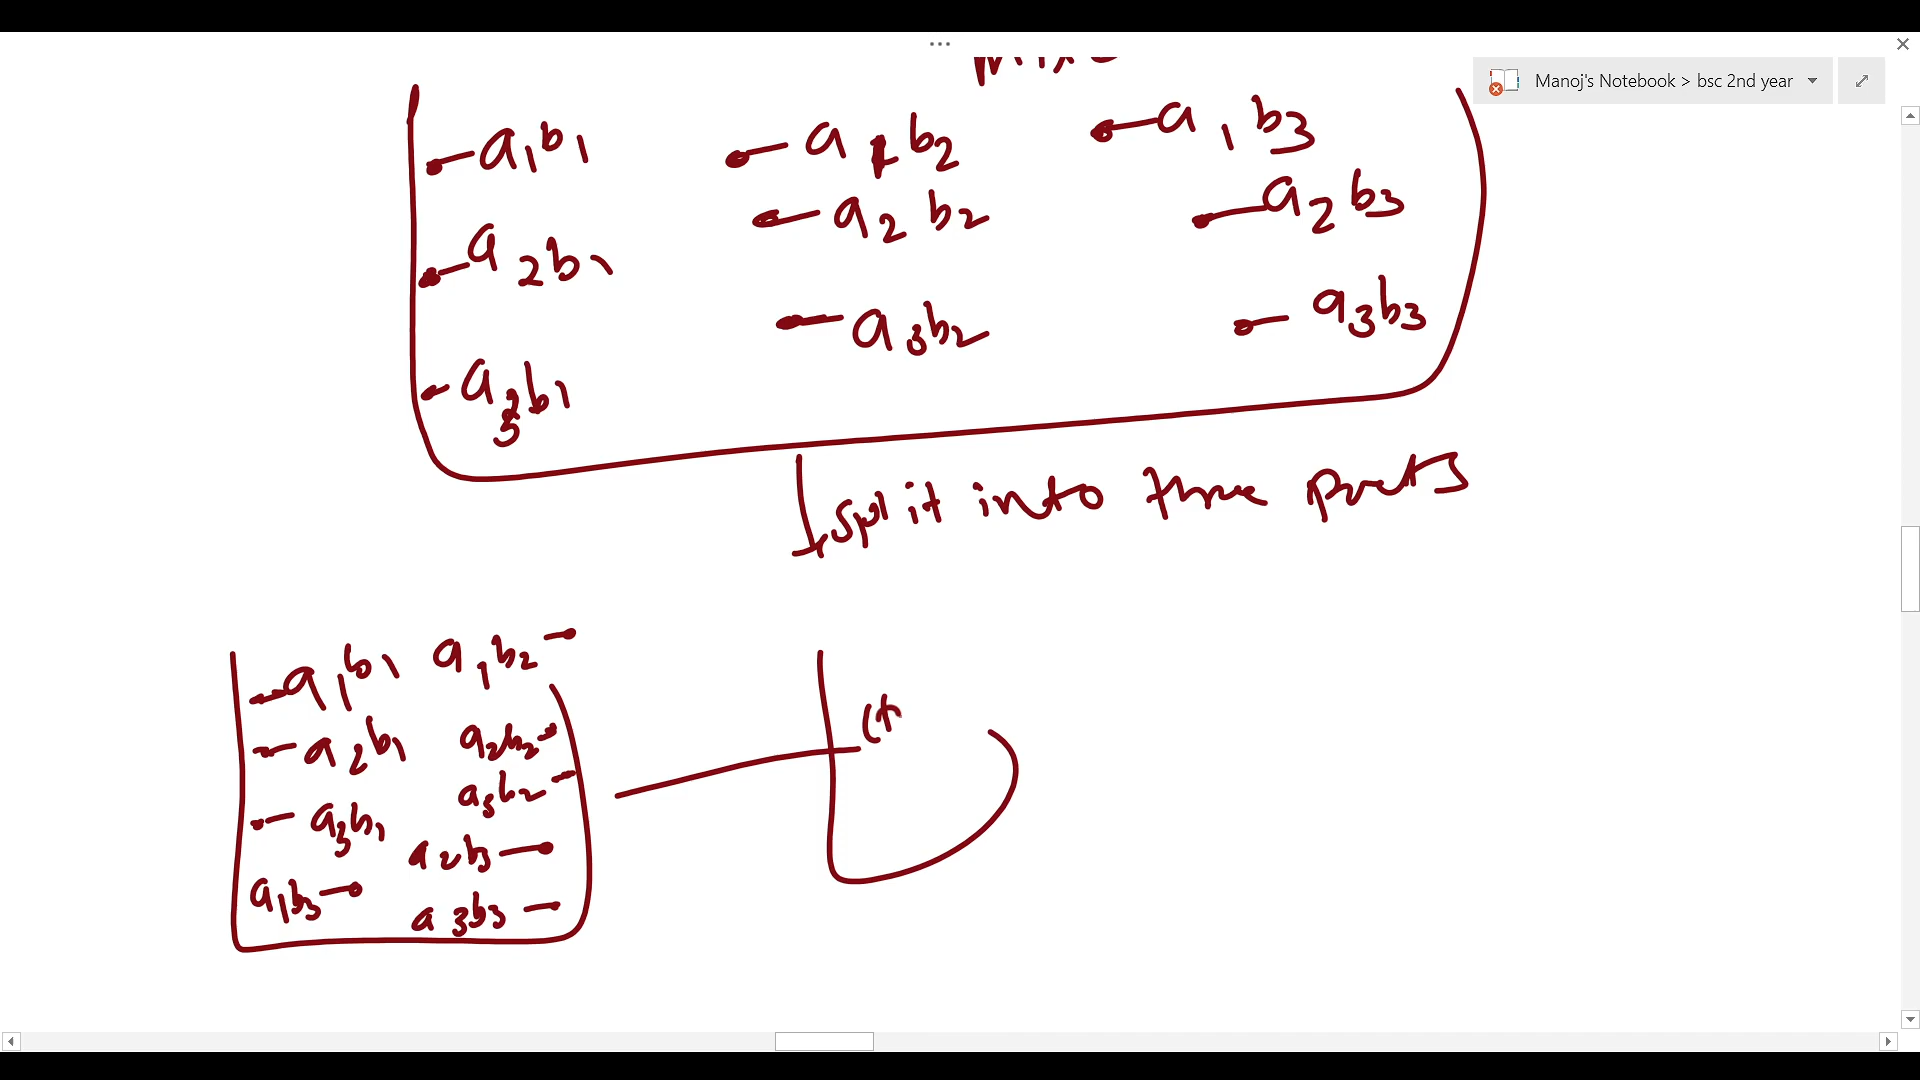 ...
Manoj's Notebook > bsc 2nd year
a1b1 a1b2 a1b3
a2b1 a2b2 a2b3
a3b1 a3b2 a3b3
split into three parts
a1b1 a1b2
a2b1 a2b2
a3b1 a3b2
a2b3
a1b3 a3b3